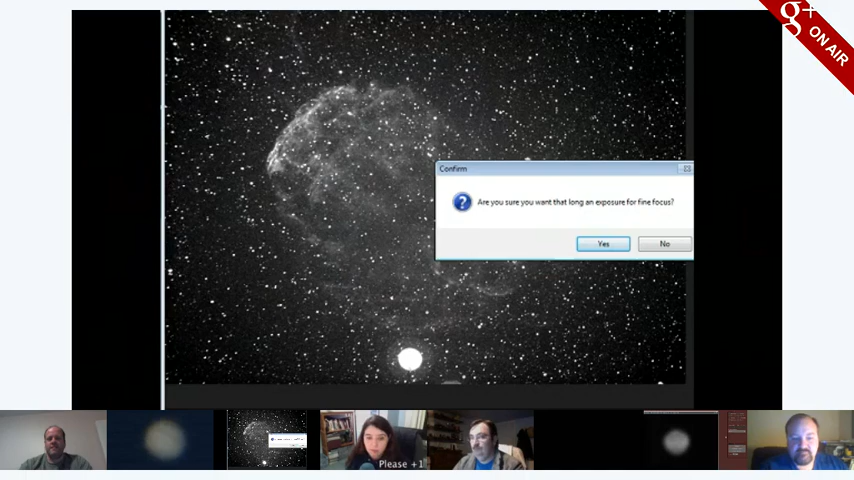 g+
ON AIR
Confirm
Are you sure you want that long an exposure for fine focus?
Yes
No
Please +1